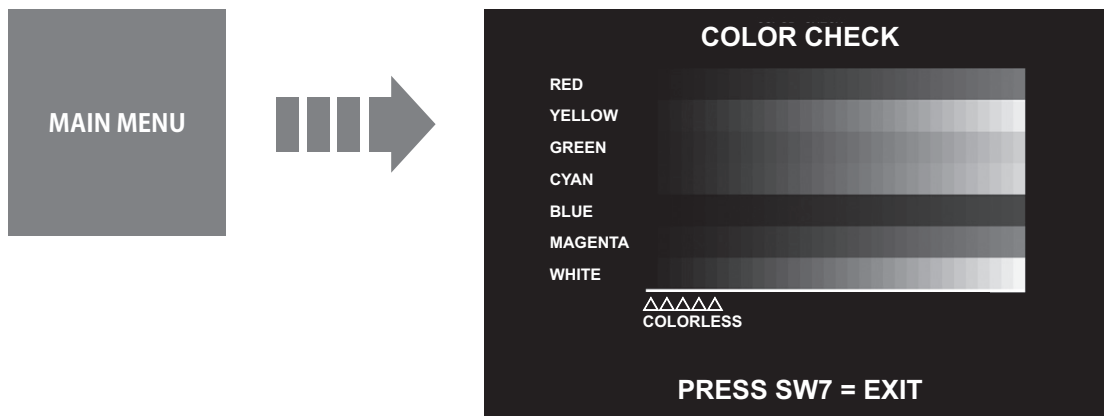 MAIN MENU
COLOR CHECK
RED
YELLOW
GREEN
CYAN
BLUE
MAGENTA
WHITE
△△△△△
COLORLESS
PRESS SW7 = EXIT